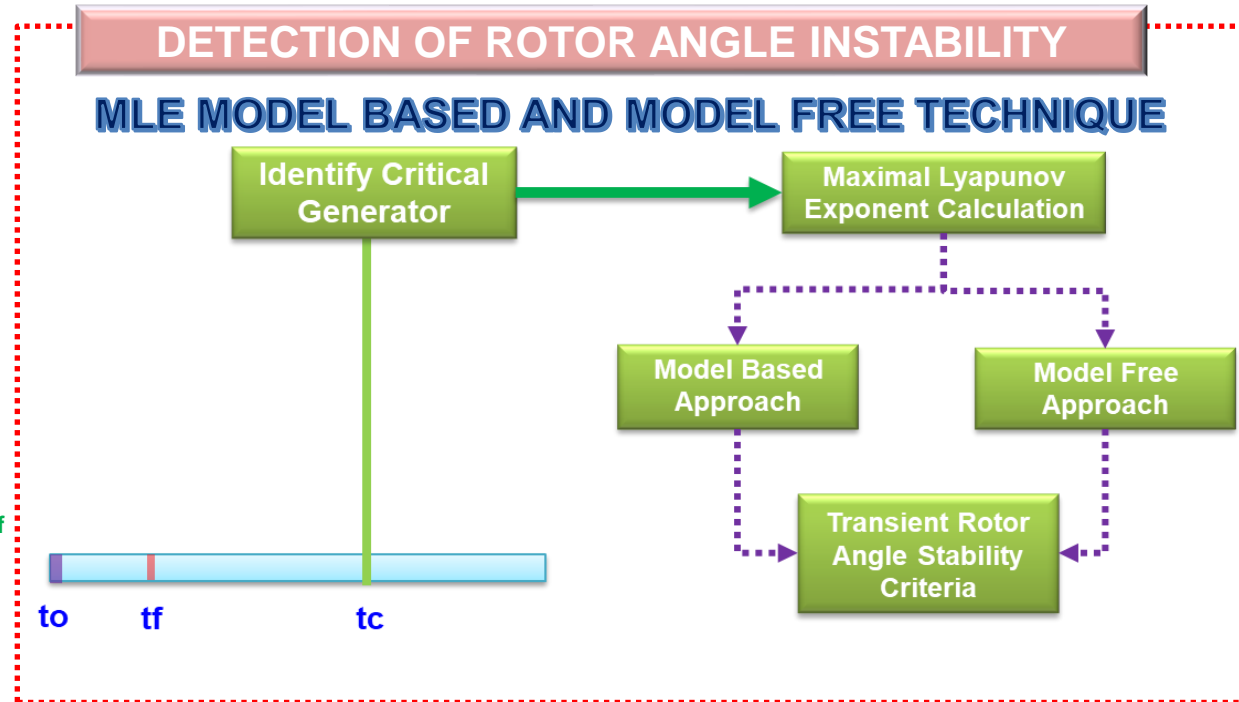 DETECTION OF ROTOR ANGLE INSTABILITY
MLE MODEL BASED AND MODEL FREE TECHNIQUE
Identify Critical
Generator
Maximal Lyapunov
Exponent Calculation
Model Based
Approach
Model Free
Approach
Transient Rotor
Angle Stability
Criteria
f
to
tf
tc